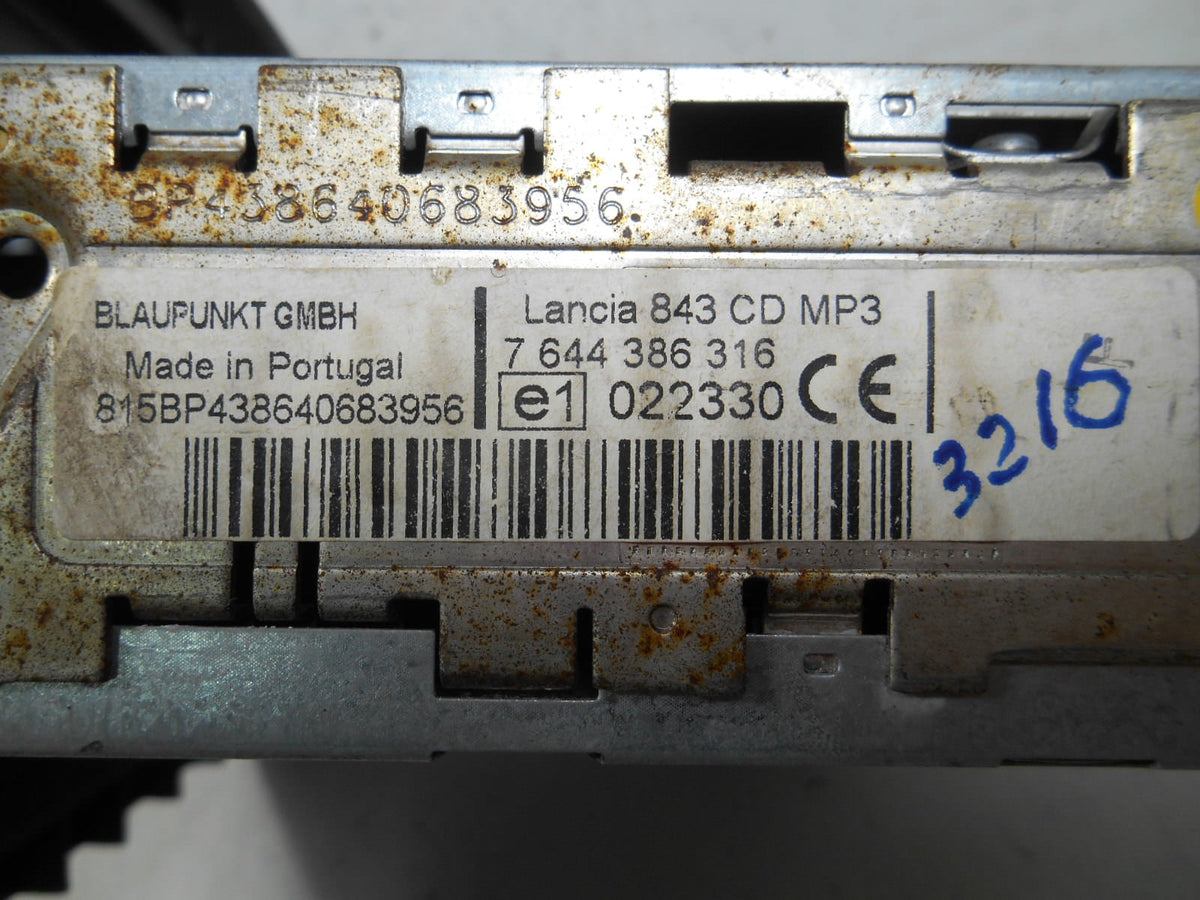 BP438640683956
BLAUPUNKT GMBH
Made in Portugal
815BP438640683956
Lancia 843 CD MP3
7 644 386 316
e1 022330 CE
3216